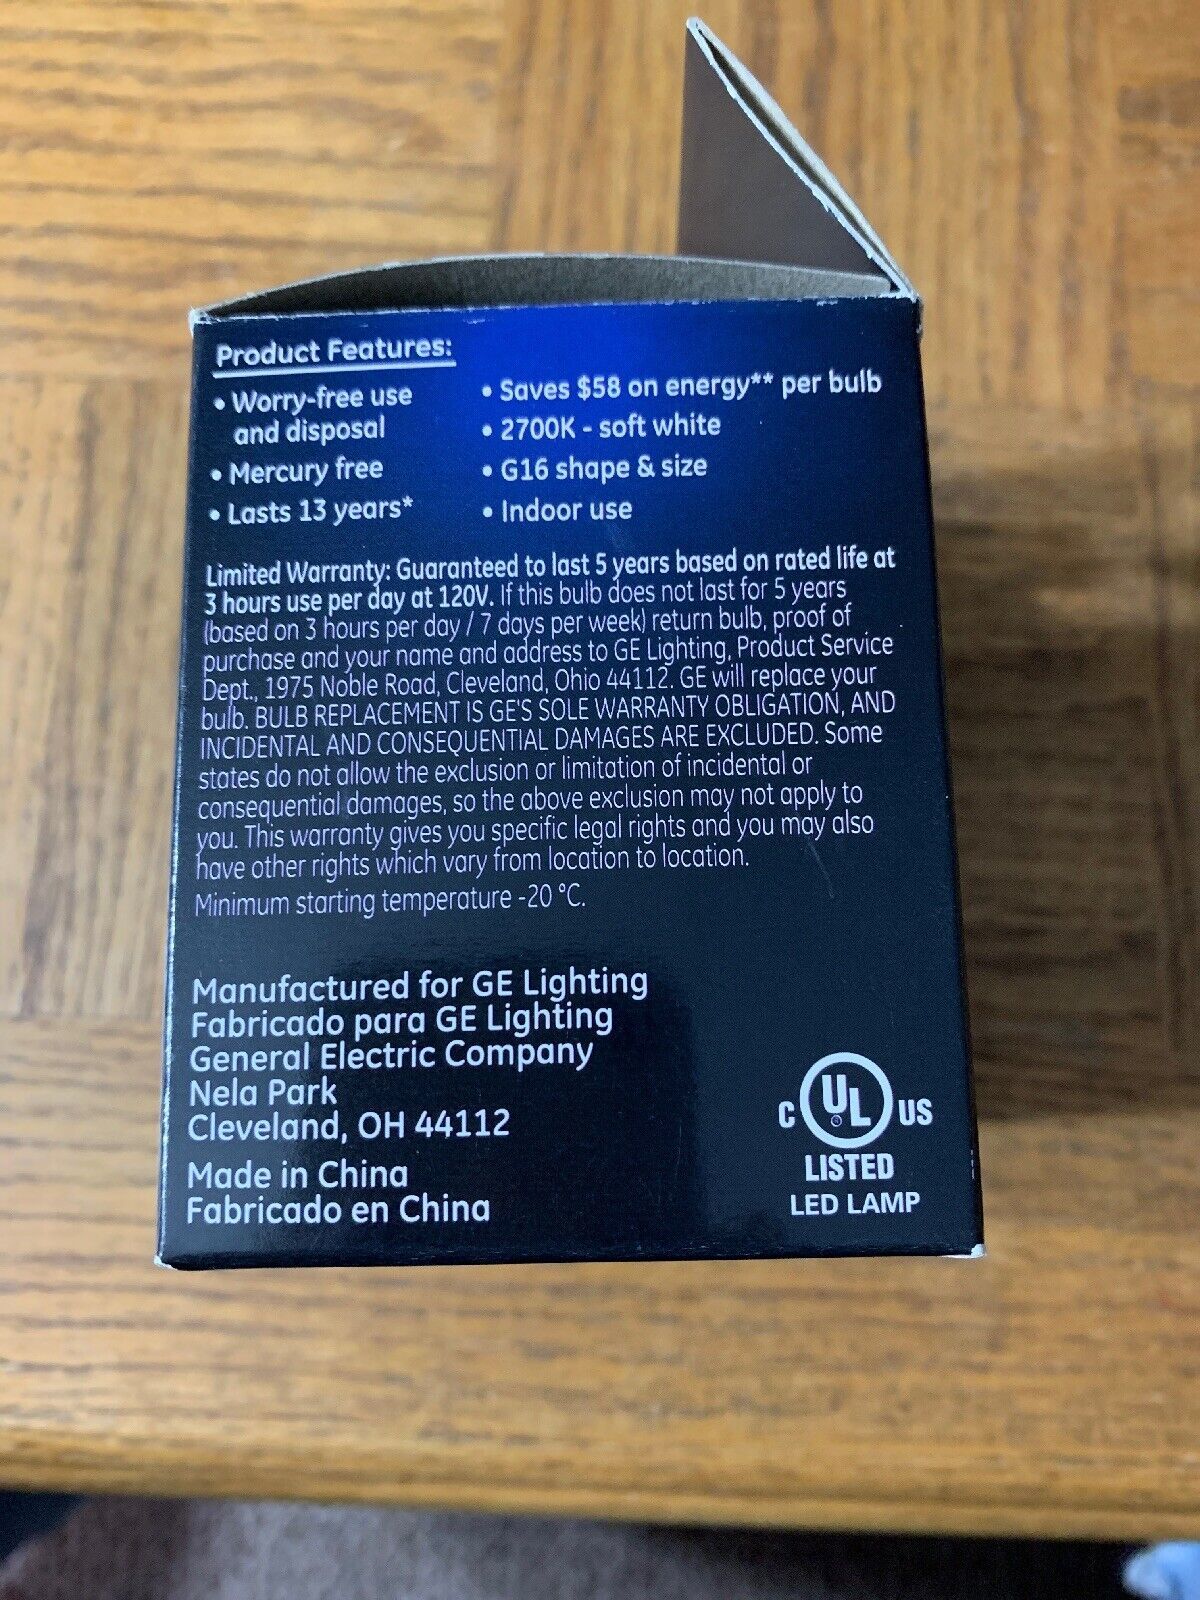 Product Features:
• Worry-free use
and disposal
• Mercury free
• Lasts 13 years*
• Saves $58 on energy** per bulb
• 2700K - soft white
• G16 shape & size
• Indoor use
Limited Warranty: Guaranteed to last 5 years based on rated life at
3 hours use per day at 120V. If this bulb does not last for 5 years
(based on 3 hours per day / 7 days per week) return bulb, proof of
purchase and your name and address to GE Lighting, Product Service
Dept., 1975 Noble Road, Cleveland, Ohio 44112. GE will replace your
bulb. BULB REPLACEMENT IS GE'S SOLE WARRANTY OBLIGATION, AND
INCIDENTAL AND CONSEQUENTIAL DAMAGES ARE EXCLUDED. Some
states do not allow the exclusion or limitation of incidental or
consequential damages, so the above exclusion may not apply to
you. This warranty gives you specific legal rights and you may also
have other rights which vary from location to location.
Minimum starting temperature -20 °C.
Manufactured for GE Lighting
Fabricado para GE Lighting
General Electric Company
Nela Park
Cleveland, OH 44112
Made in China
Fabricado en China
C UL ® US
LISTED
LED LAMP